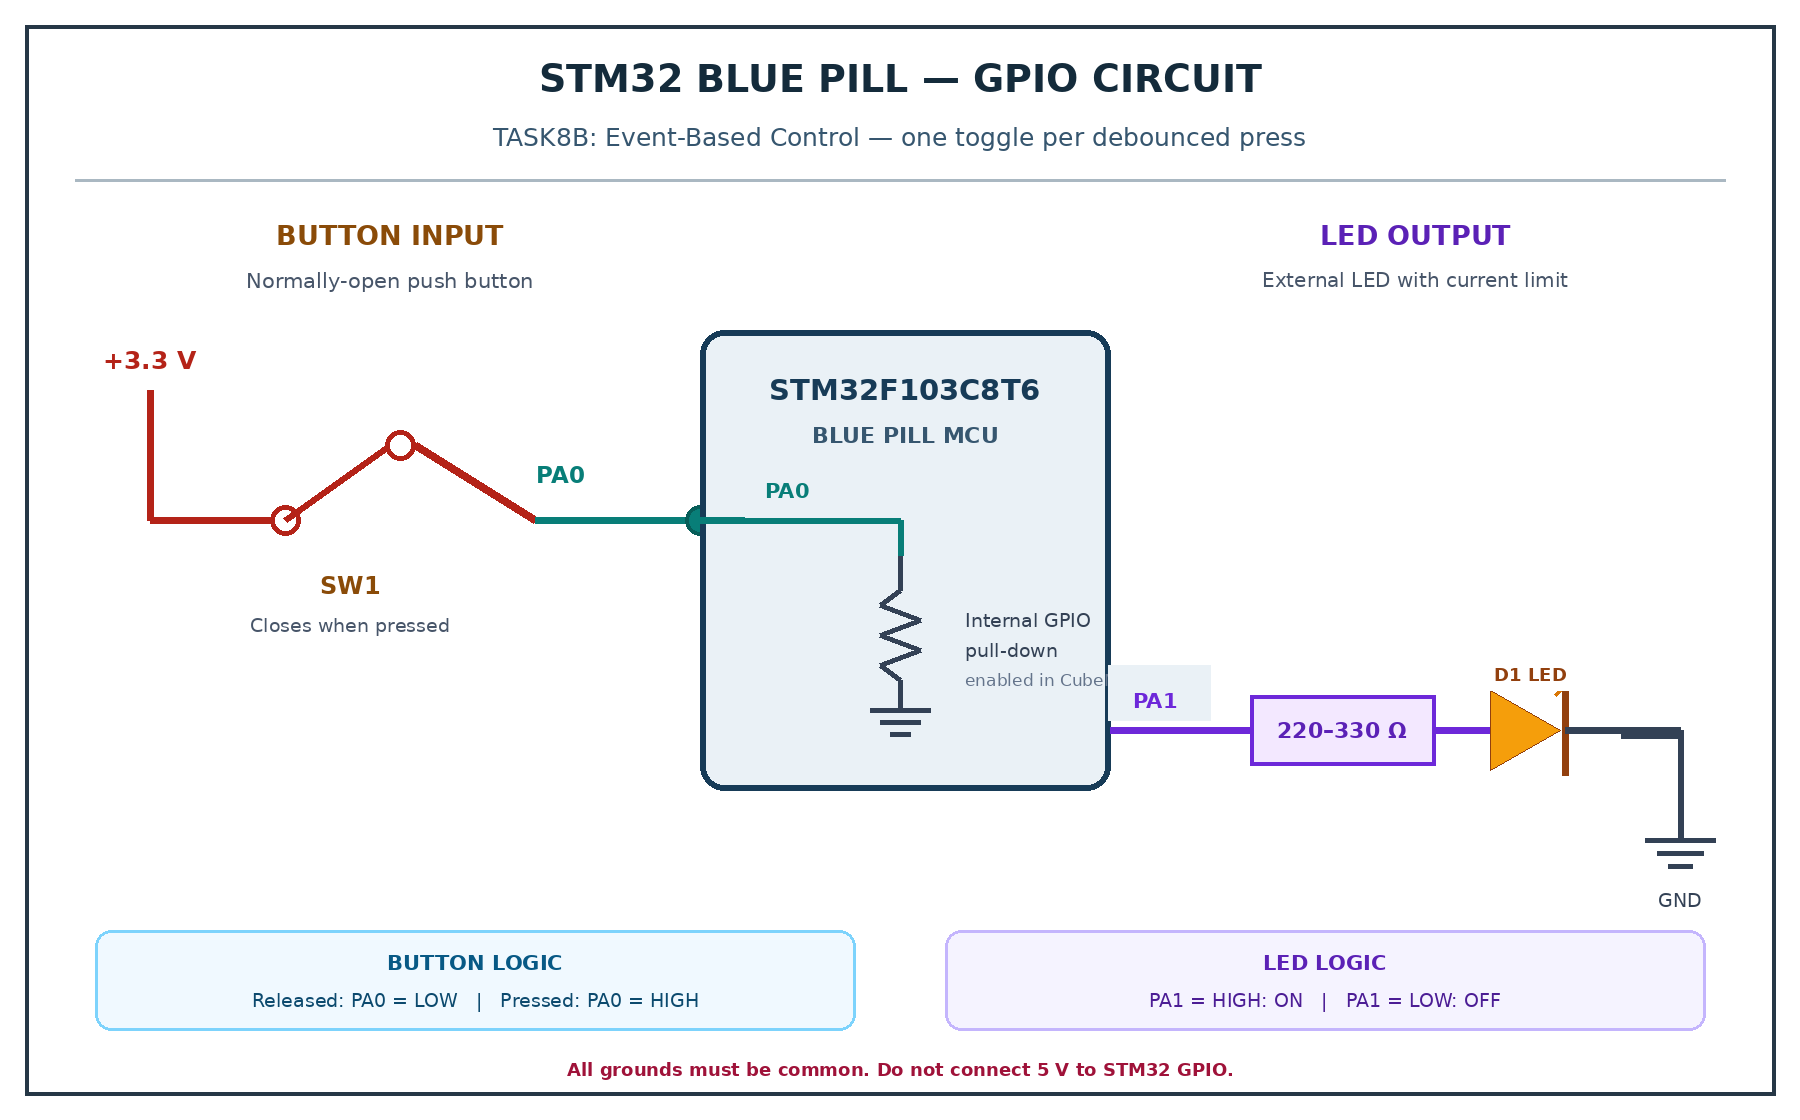 STM32 BLUE PILL — GPIO CIRCUIT
TASK8B: Event-Based Control — one toggle per debounced press
BUTTON INPUT
Normally-open push button
LED OUTPUT
External LED with current limit
+3.3 V
PA0
SW1
Closes when pressed
STM32F103C8T6
BLUE PILL MCU
PA0
Internal GPIO
pull-down
enabled in Cube
PA1
220–330 Ω
D1 LED
GND
BUTTON LOGIC
Released: PA0 = LOW | Pressed: PA0 = HIGH
LED LOGIC
PA1 = HIGH: ON | PA1 = LOW: OFF
All grounds must be common. Do not connect 5 V to STM32 GPIO.